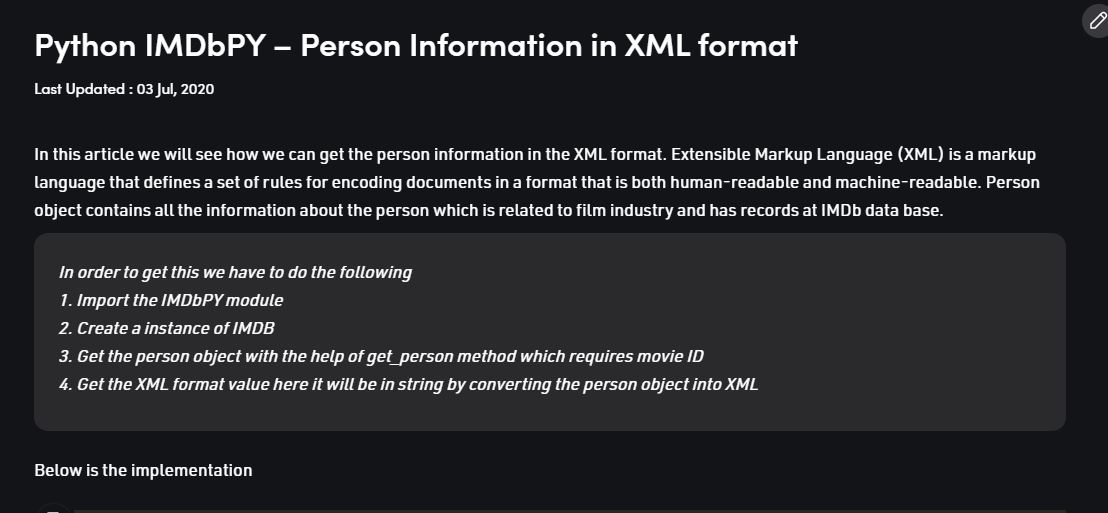 Python IMDbPY – Person Information in XML format
Last Updated : 03 Jul, 2020
In this article we will see how we can get the person information in the XML format. Extensible Markup Language (XML) is a markup
language that defines a set of rules for encoding documents in a format that is both human-readable and machine-readable. Person
object contains all the information about the person which is related to film industry and has records at IMDb data base.
In order to get this we have to do the following
1. Import the IMDbPY module
2. Create a instance of IMDB
3. Get the person object with the help of get_person method which requires movie ID
4. Get the XML format value here it will be in string by converting the person object into XML
Below is the implementation